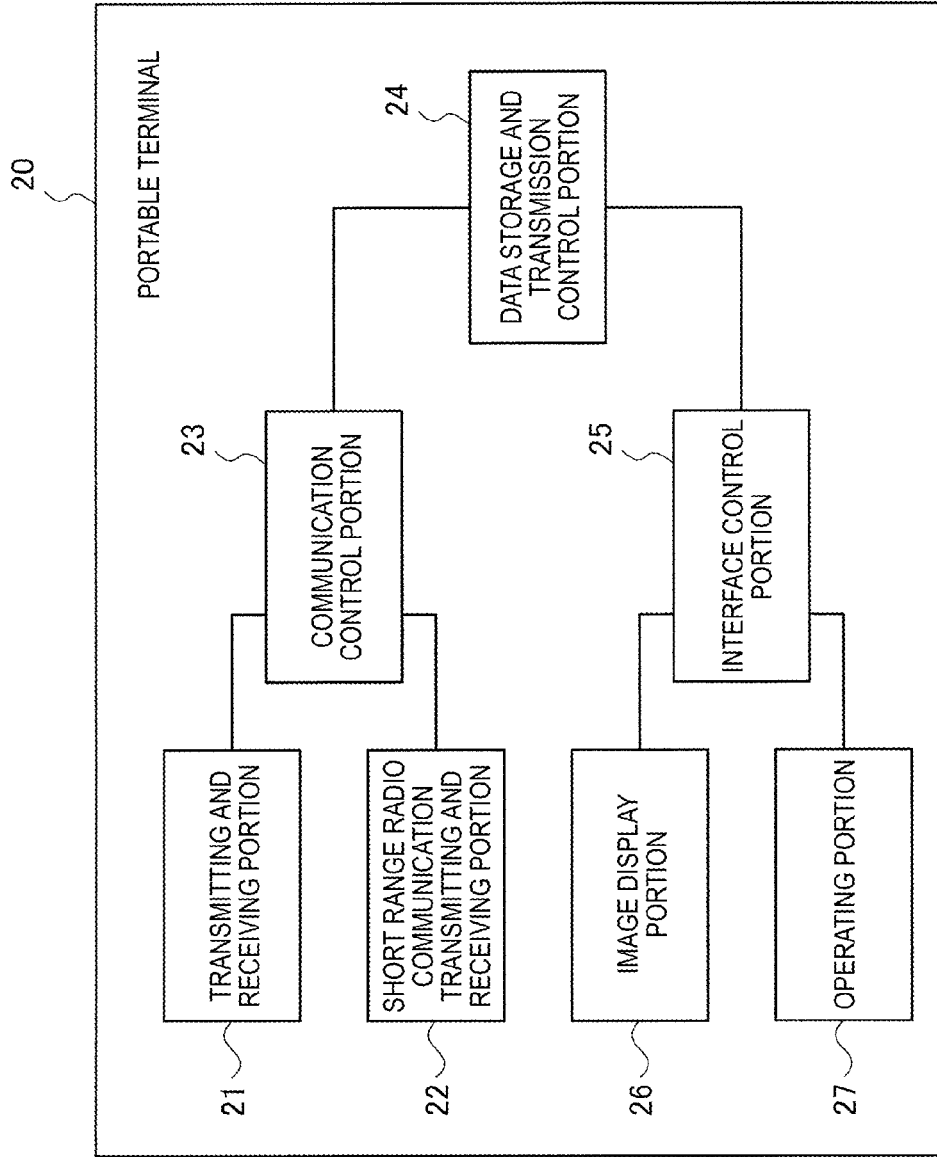 20
PORTABLE TERMINAL
21
TRANSMITTING AND
RECEIVING PORTION
22
SHORT RANGE RADIO
COMMUNICATION
TRANSMITTING AND
RECEIVING PORTION
23
COMMUNICATION
CONTROL PORTION
24
DATA STORAGE AND
TRANSMISSION
CONTROL PORTION
25
INTERFACE CONTROL
PORTION
26
IMAGE DISPLAY
PORTION
27
OPERATING PORTION